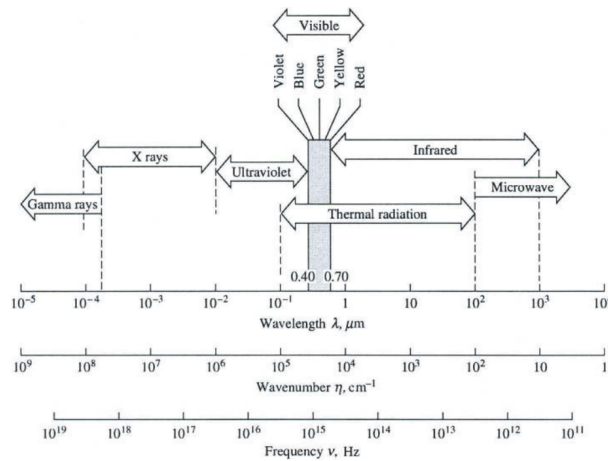 Visible
Violet
Blue
Green
Yellow
Red
X rays
Infrared
Ultraviolet
Microwave
Gamma rays
Thermal radiation
0.40 0.70
10⁻⁵ 10⁻⁴ 10⁻³ 10⁻² 10⁻¹ 1 10 10² 10³ 10
Wavelength λ, μm
10⁹ 10⁸ 10⁷ 10⁶ 10⁵ 10⁴ 10³ 10² 10 1
Wavenumber η, cm⁻¹
10¹⁹ 10¹⁸ 10¹⁷ 10¹⁶ 10¹⁵ 10¹⁴ 10¹³ 10¹² 10¹¹
Frequency ν, Hz